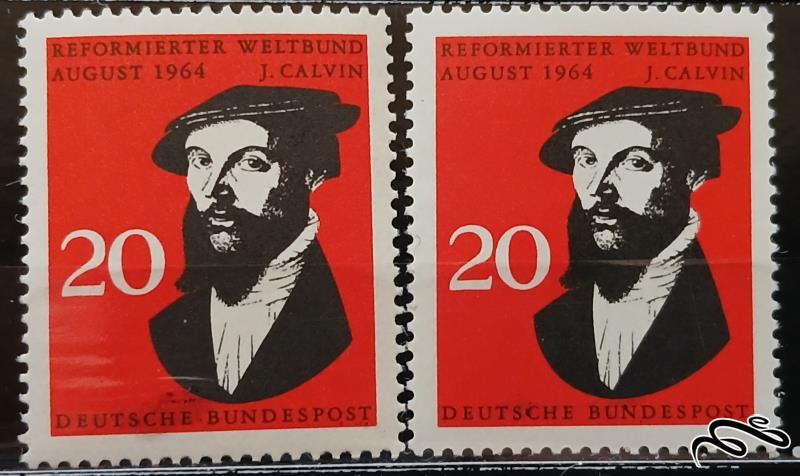 REFORMIERTER WELTBUND
AUGUST 1964 J. CALVIN
20
DEUTSCHE BUNDESPOST
REFORMIERTER WELTBUND
AUGUST 1964 J. CALVIN
20
DEUTSCHE BUNDESPOST